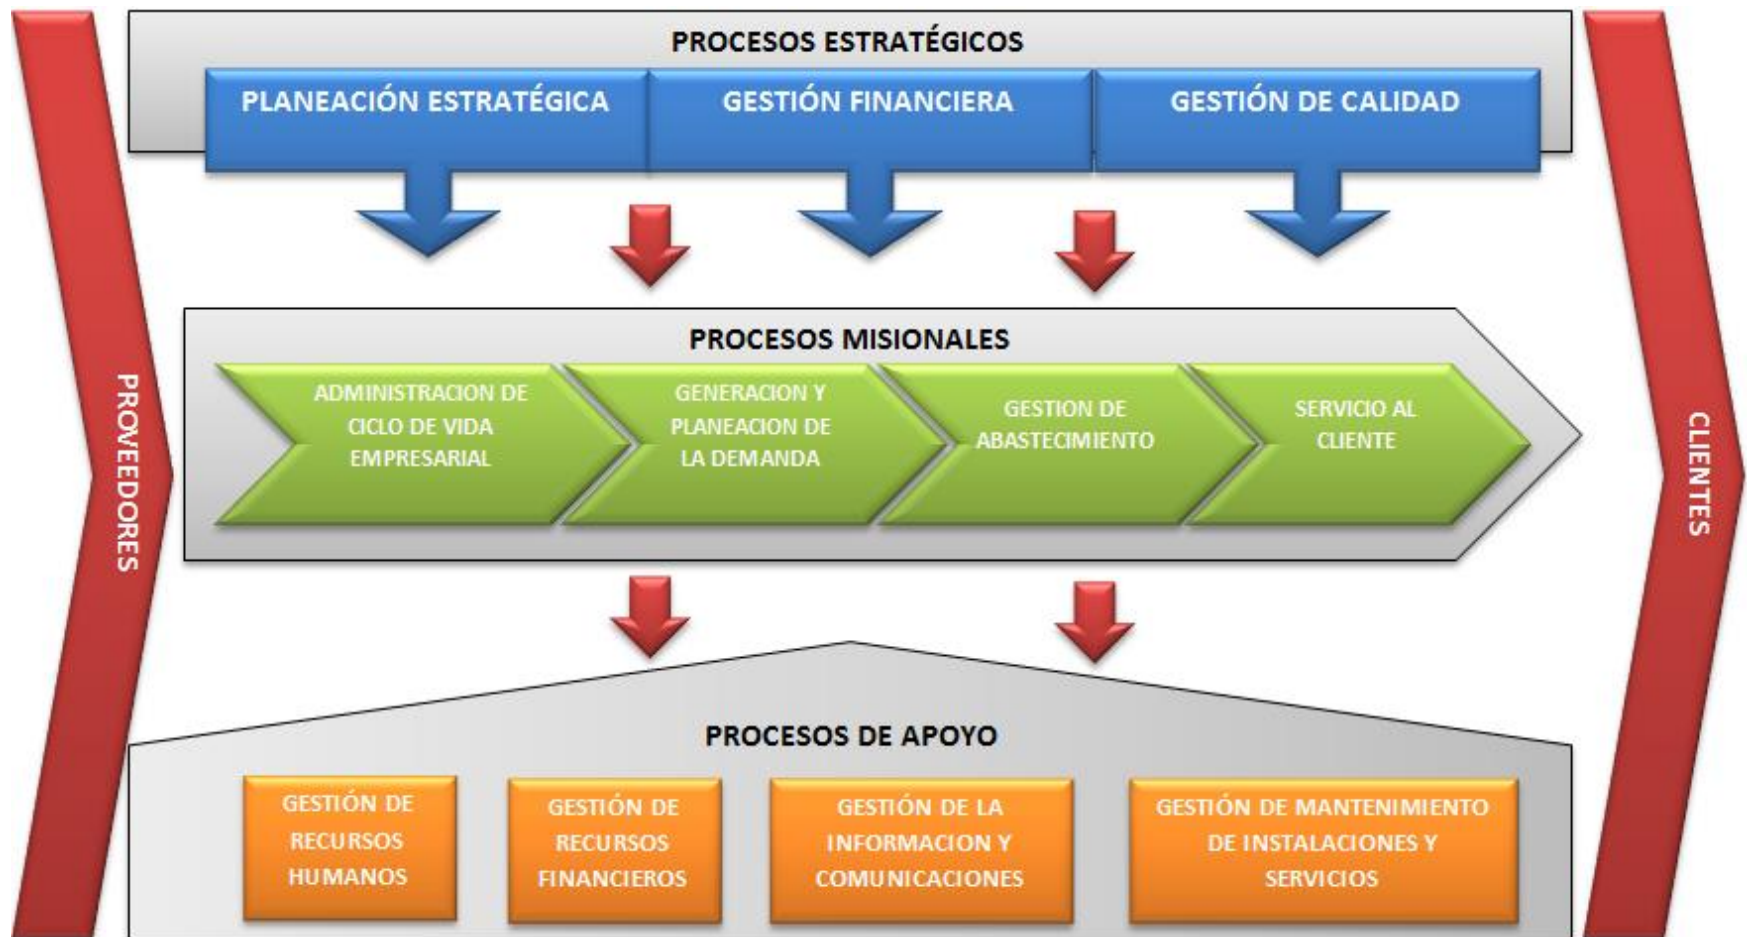 PROCESOS ESTRATÉGICOS
PLANEACIÓN ESTRATÉGICA
GESTIÓN FINANCIERA
GESTIÓN DE CALIDAD
PROVEEDORES
PROCESOS MISIONALES
ADMINISTRACION DE
CICLO DE VIDA
EMPRESARIAL
GENERACION Y
PLANEACION DE
LA DEMANDA
GESTION DE
ABASTECIMIENTO
SERVICIO AL
CLIENTE
CLIENTES
PROCESOS DE APOYO
GESTIÓN DE
RECURSOS
HUMANOS
GESTIÓN DE
RECURSOS
FINANCIEROS
GESTIÓN DE LA
INFORMACION Y
COMUNICACIONES
GESTIÓN DE MANTENIMIENTO
DE INSTALACIONES Y
SERVICIOS